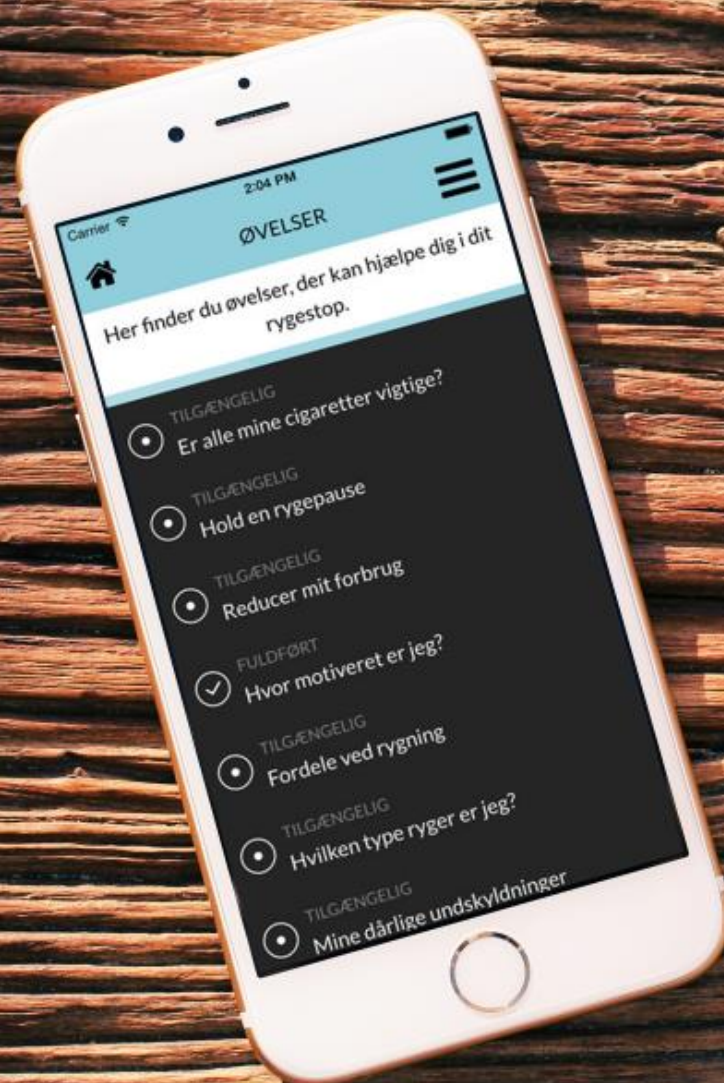 Carrier
2:04 PM
ØVELSER
Her finder du øvelser, der kan hjælpe dig i dit
rygestop.
TILGÆNGELIG
Er alle mine cigaretter vigtige?
TILGÆNGELIG
Hold en rygepause
TILGÆNGELIG
Reducer mit forbrug
FULDFØRT
Hvor motiveret er jeg?
TILGÆNGELIG
Fordele ved rygning
TILGÆNGELIG
Hvilken type ryger er jeg?
TILGÆNGELIG
Mine dårlige undskyldninger